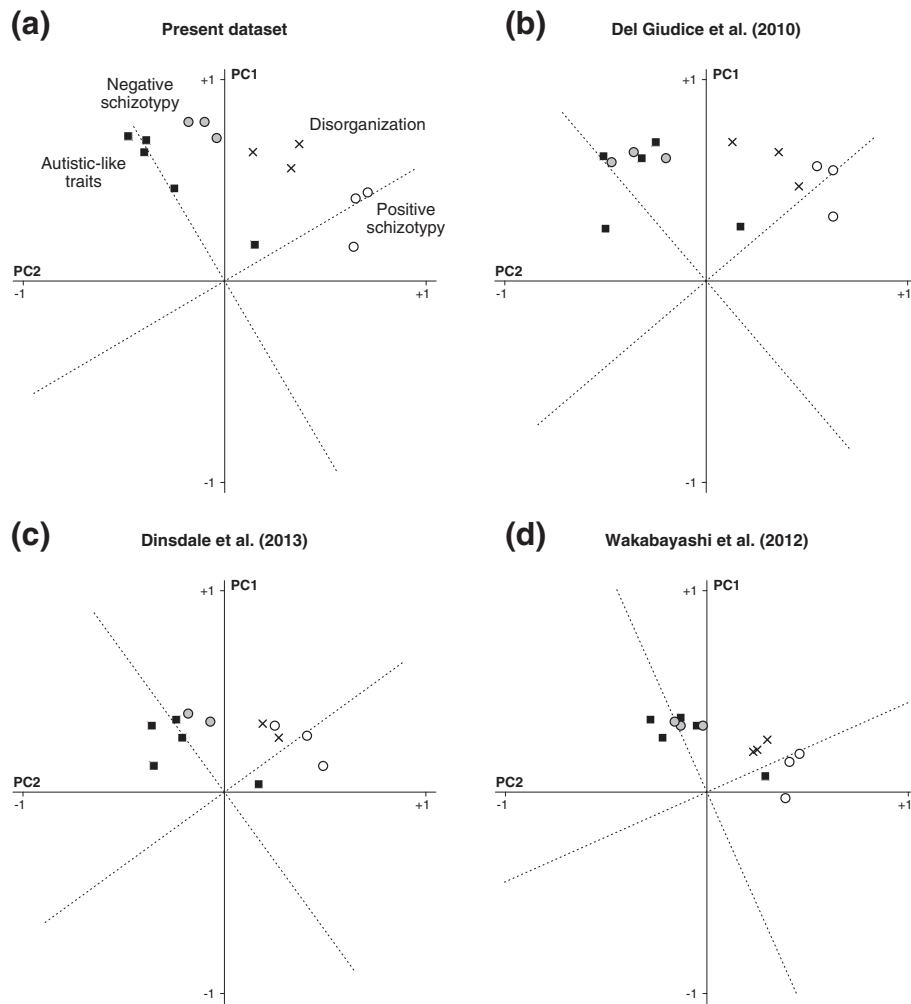 (a)
Present dataset
+1
PC1
Negative
schizotypy
Disorganization
Autistic-like
traits
Positive
schizotypy
PC2
-1
+1
-1
(b)
Del Giudice et al. (2010)
+1
PC1
PC2
-1
+1
-1
(c)
Dinsdale et al. (2013)
+1
PC1
PC2
-1
+1
-1
(d)
Wakabayashi et al. (2012)
+1
PC1
PC2
-1
+1
-1